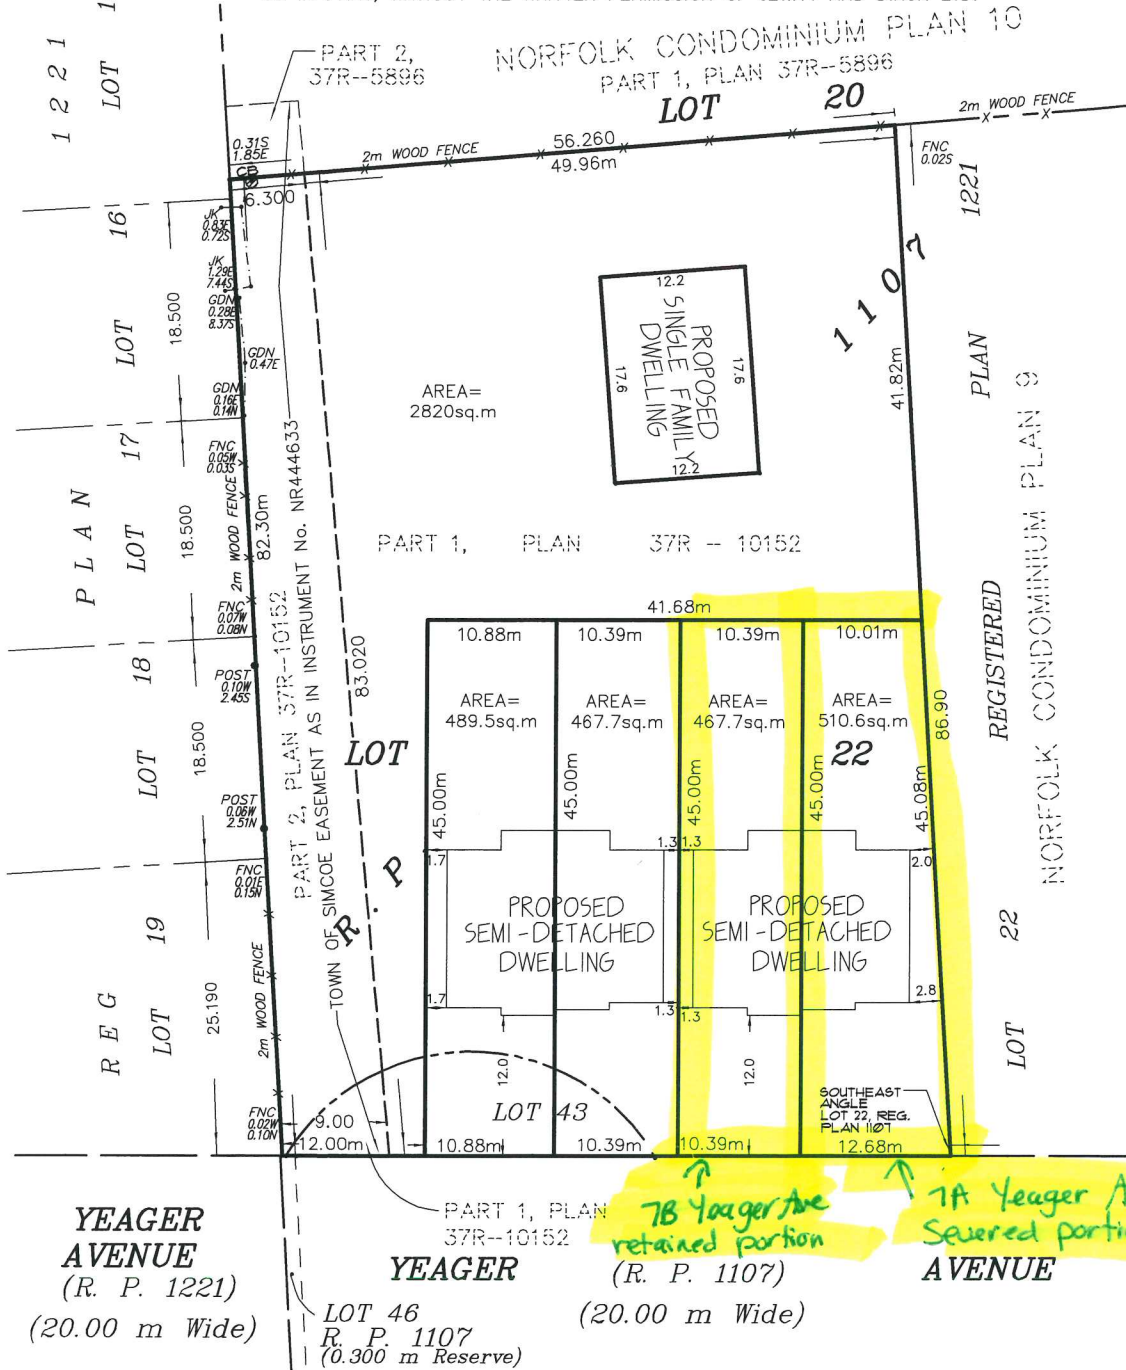 NORFOLK CONDOMINIUM PLAN 10
PART 1, PLAN 37R--5896
PART 2,
37R--5896
LOT 20
1221
LOT
2m WOOD FENCE
56.260
49.96m
2m WOOD FENCE
FNC
0.02S
0.31S
1.85E
CB
6.300
JK
0.83E
0.72S
JK
1.29E
7.44S
GDN
0.28E
8.37S
GDN
0.47E
GDN
0.16E
0.14N
FNC
0.05W
0.03S
2m WOOD FENCE
82.30m
FNC
0.07W
0.08N
POST
0.10W
2.45S
POST
0.06W
2.51N
FNC
0.01E
0.15N
2m WOOD FENCE
FNC
0.02W
0.10N
LOT 16
18.500
LOT 17
18.500
LOT 18
18.500
LOT 19
25.190
REG PLAN
PART 2, PLAN 37R--10152
TOWN OF SIMCOE EASEMENT AS IN INSTRUMENT No. NR444633
83.020
AREA=
2820sq.m
12.2
17.6
PROPOSED
SINGLE FAMILY
DWELLING
17.6
12.2
PART 1, PLAN 37R -- 10152
R. P. 1107
41.82m
1221
PLAN
REGISTERED
22
LOT
NORFOLK CONDOMINIUM PLAN 9
86.90
41.68m
10.88m
10.39m
10.39m
10.01m
AREA=
489.5sq.m
AREA=
467.7sq.m
AREA=
467.7sq.m
AREA=
510.6sq.m
LOT 22
45.00m
45.00m
45.00m
45.00m
45.08m
1.7
1.3
1.3
2.0
PROPOSED
SEMI-DETACHED
DWELLING
PROPOSED
SEMI-DETACHED
DWELLING
1.7
1.3
1.3
2.8
12.0
12.0
LOT 43
SOUTHEAST
ANGLE
LOT 22, REG.
PLAN 1107
9.00
12.00m
10.88m
10.39m
10.39m
12.68m
PART 1, PLAN
37R--10152
7B Yeager Ave
retained portion
7A Yeager
Severed
YEAGER
AVENUE
(R. P. 1221)
(20.00 m Wide)
YEAGER AVENUE
(R. P. 1107)
(20.00 m Wide)
LOT 46
R. P. 1107
(0.300 m Reserve)